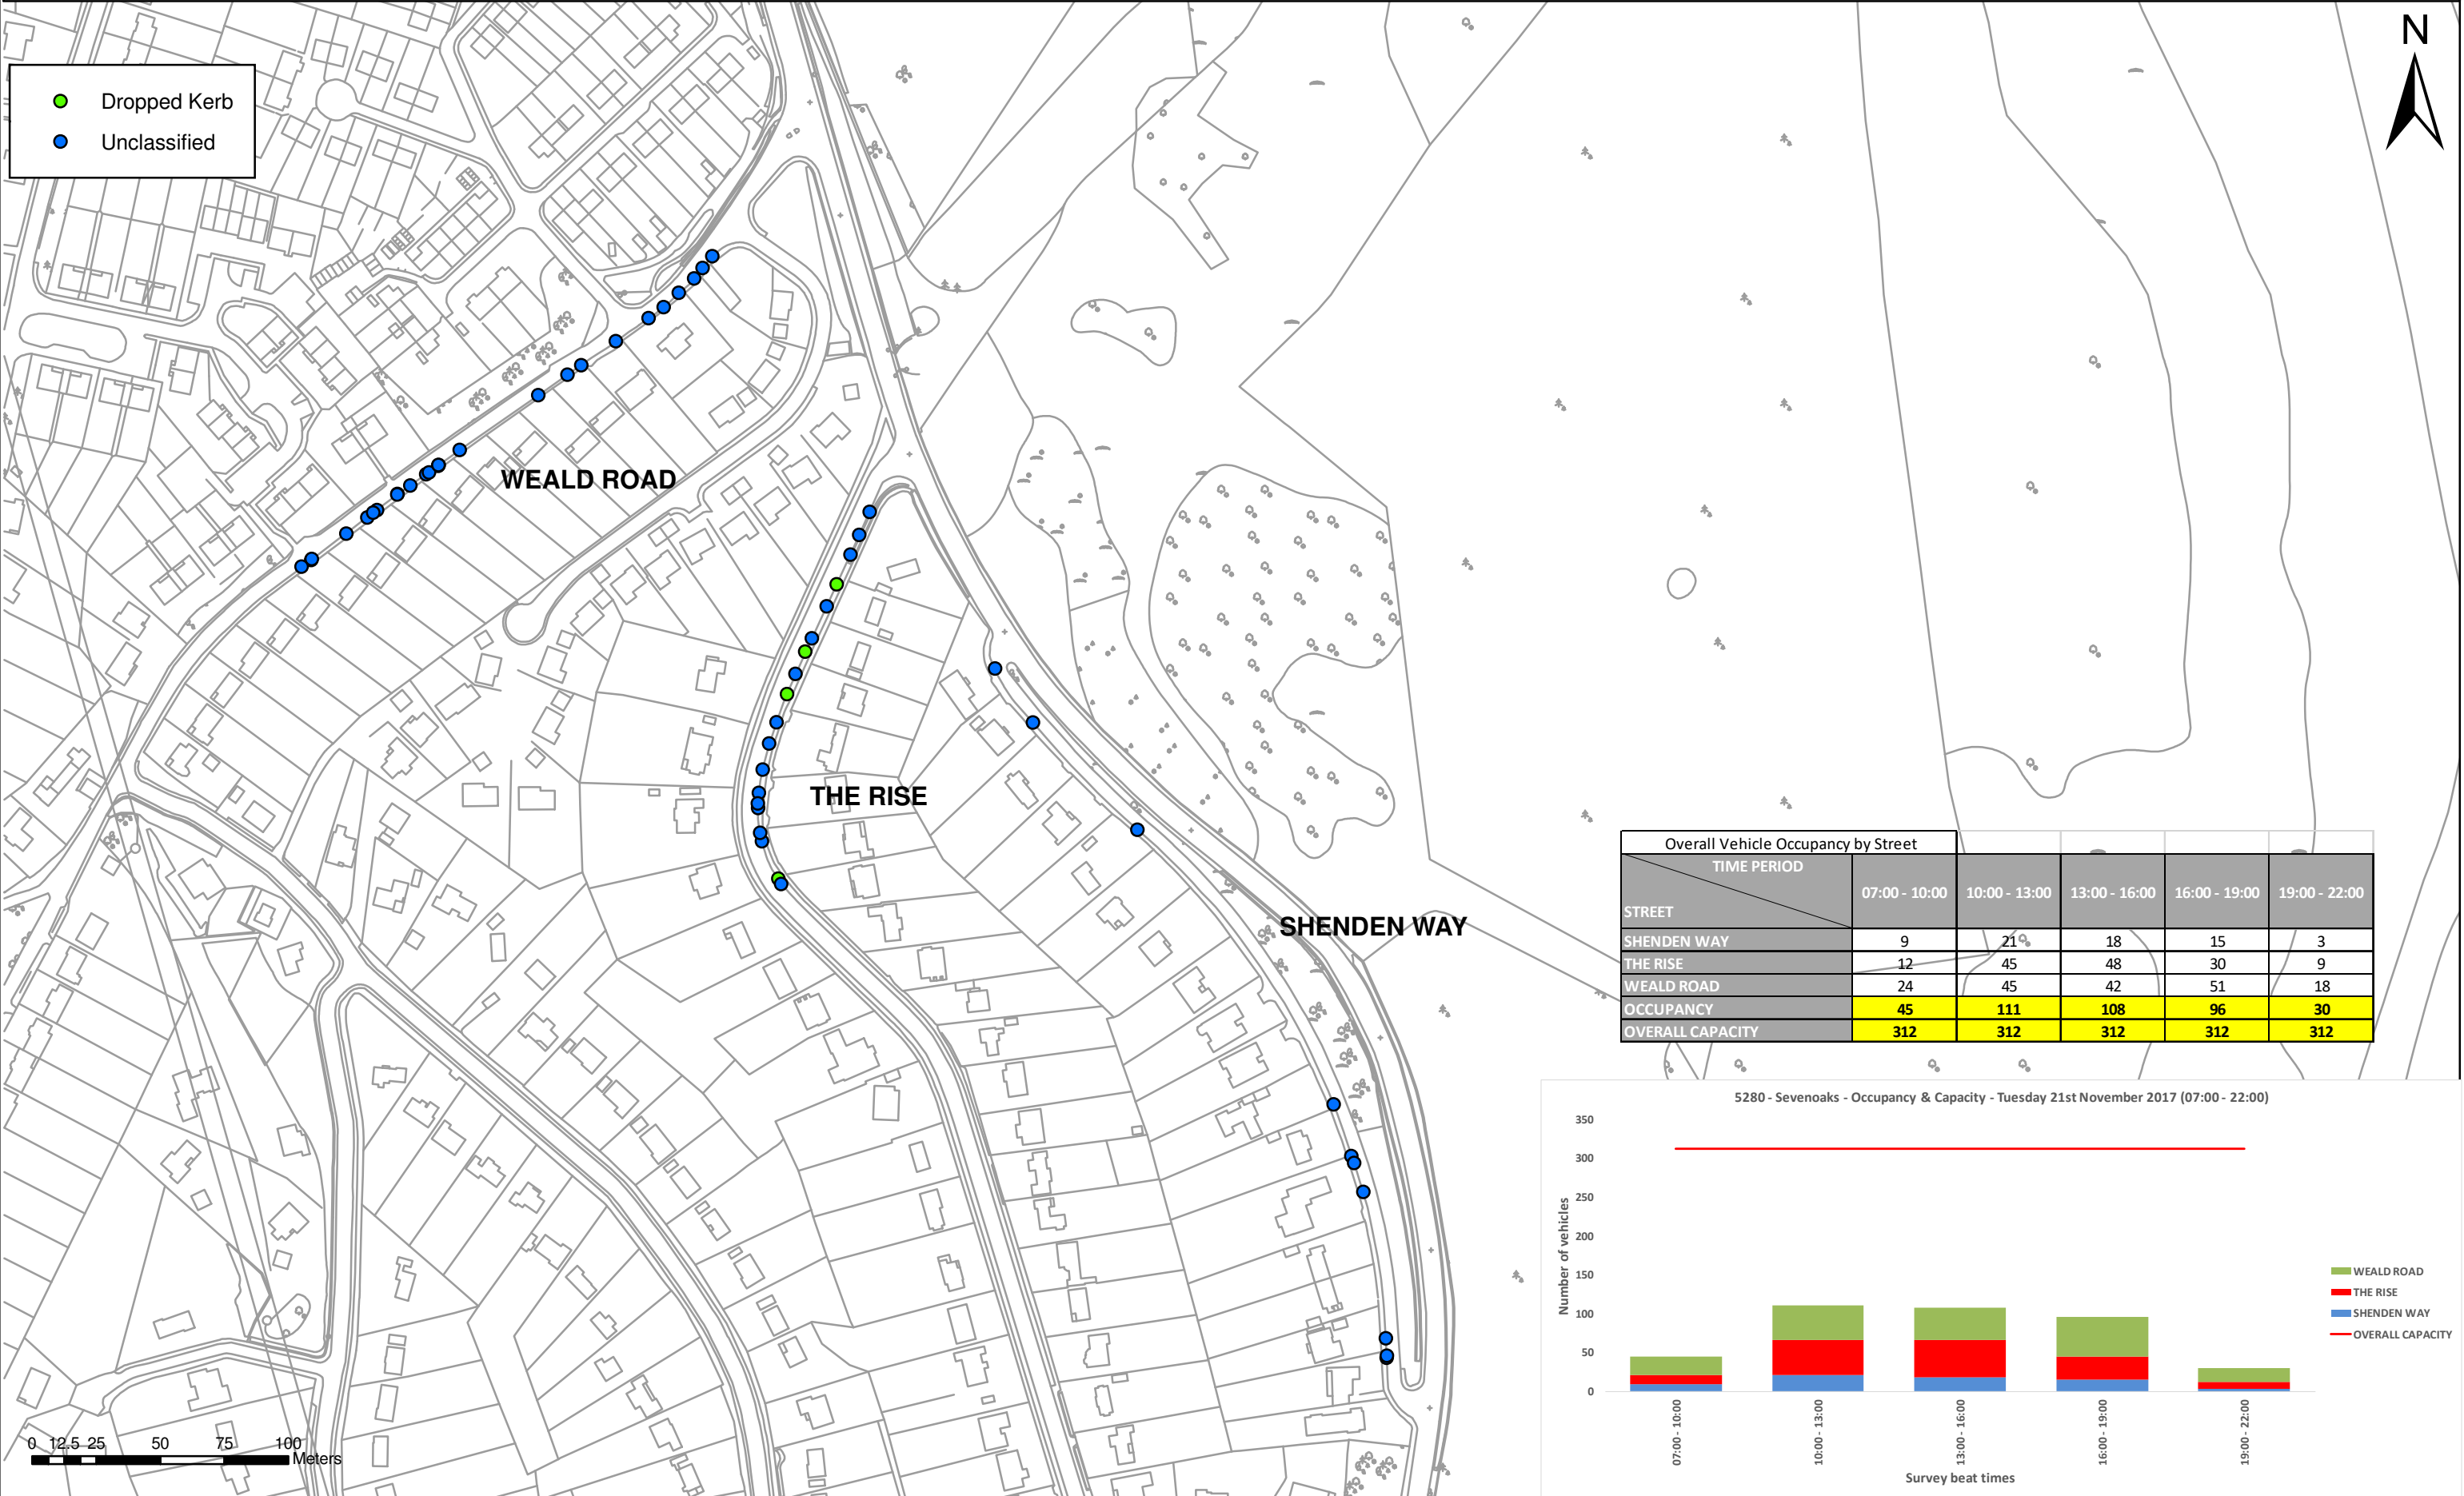 N
Dropped Kerb
Unclassified
WEALD ROAD
THE RISE
SHENDEN WAY
Overall Vehicle Occupancy by Street
TIME PERIOD
STREET
07:00 - 10:00 10:00 - 13:00 13:00 - 16:00 16:00 - 19:00 19:00 - 22:00
SHENDEN WAY 9 21 18 15 3
THE RISE 12 45 48 30 9
WEALD ROAD 24 45 42 51 18
OCCUPANCY 45 111 108 96 30
OVERALL CAPACITY 312 312 312 312 312
5280 - Sevenoaks - Occupancy & Capacity - Tuesday 21st November 2017 (07:00 - 22:00)
Number of vehicles
350
300
250
200
150
100
50
0
07:00 - 10:00
10:00 - 13:00
13:00 - 16:00
16:00 - 19:00
19:00 - 22:00
Survey beat times
WEALD ROAD
THE RISE
SHENDEN WAY
OVERALL CAPACITY
0 12.5 25 50 75 100
Meters